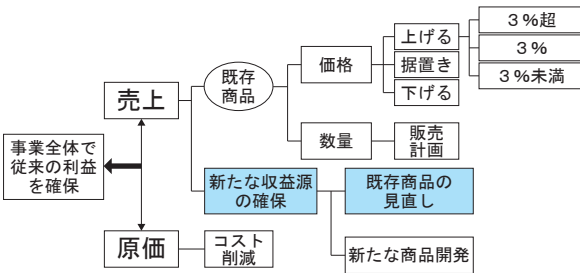 3%超
上げる
3%
価格
据置き
既存
商品
3%未満
下げる
売上
数量
販売
計画
事業全体で
従来の利益
を確保
新たな収益源
の確保
既存商品の
見直し
原価
コスト
削減
新たな商品開発